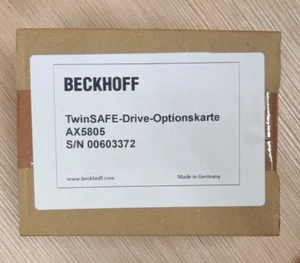 BECKHOFF
TwinSAFE-Drive-Optionskarte
AX5805
S/N 00603372
www.beckhoff.com Made in Germany